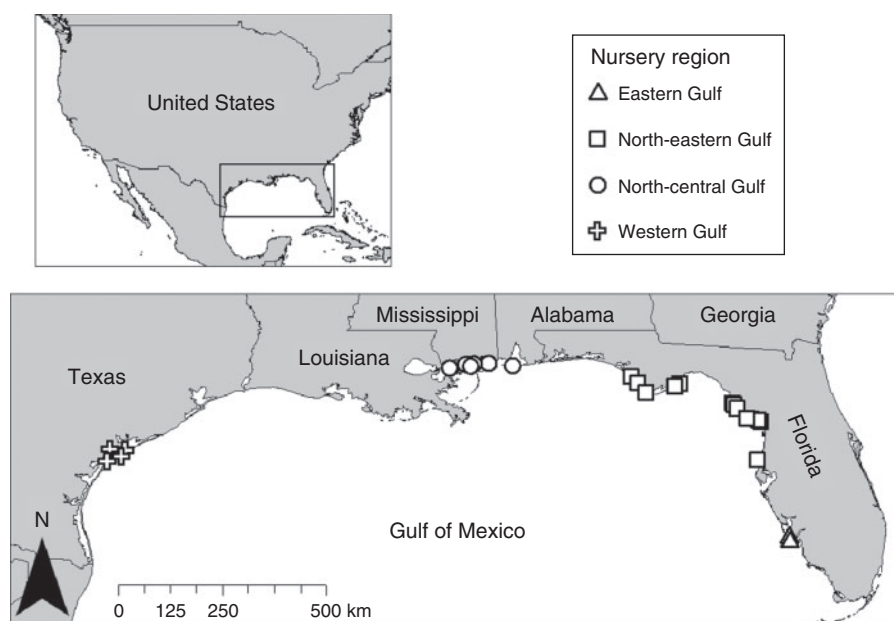 United States
Nursery region
Eastern Gulf
North-eastern Gulf
North-central Gulf
Western Gulf
Mississippi
Alabama
Georgia
Louisiana
Texas
Florida
N
Gulf of Mexico
0 125 250 500 km